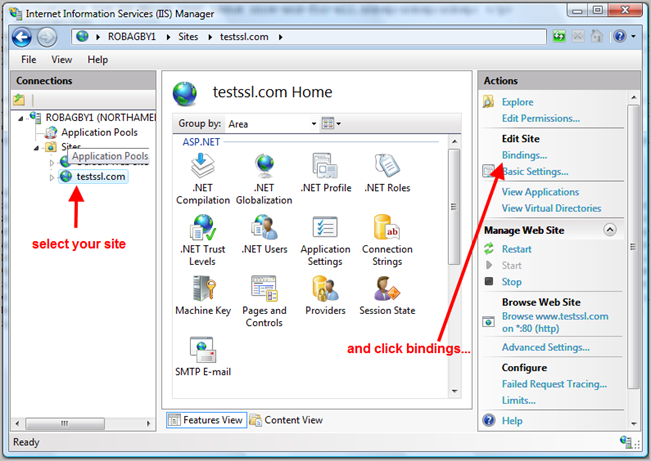 Internet Information Services (IIS) Manager
ROBAGBY1 Sites testssl.com
File View Help
Connections
ROBAGBY1 (NORTHAME
Application Pools
Sites
Application Pools
testssl.com
select your site
testssl.com Home
Group by: Area
ASP.NET
.NET Compilation
.NET Globalization
.NET Profile
.NET Roles
.NET Trust Levels
.NET Users
Application Settings
Connection Strings
Machine Key
Pages and Controls
Providers
Session State
SMTP E-mail
and click bindings...
Features View Content View
Actions
Explore
Edit Permissions...
Edit Site
Bindings...
Basic Settings...
View Applications
View Virtual Directories
Manage Web Site
Restart
Start
Stop
Browse Web Site
Browse www.testssl.com
on *:80 (http)
Advanced Settings...
Configure
Failed Request Tracing...
Limits...
Help
Ready